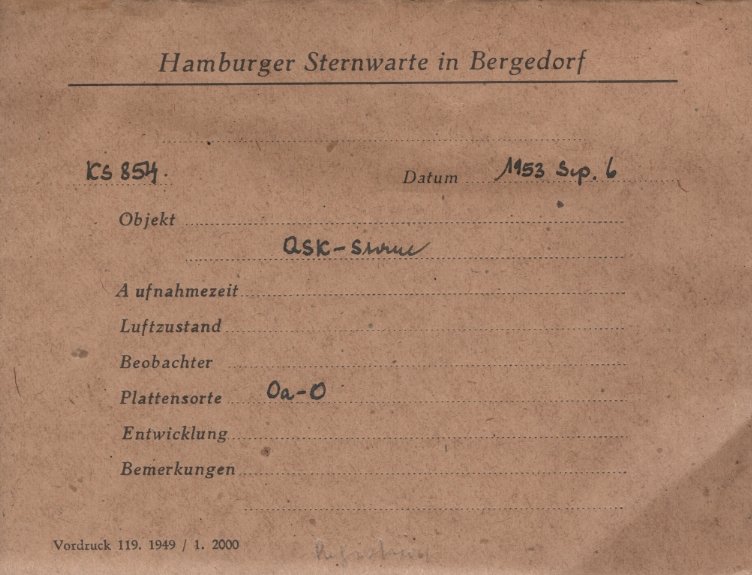 Hamburger Sternwarte in Bergedorf
KS 854. Datum 1953 Sep. 6
Objekt
QSK-Sterne
Aufnahmezeit
Luftzustand
Beobachter
Plattensorte Oa-O
Entwicklung
Bemerkungen
Vordruck 119. 1949 / 1. 2000